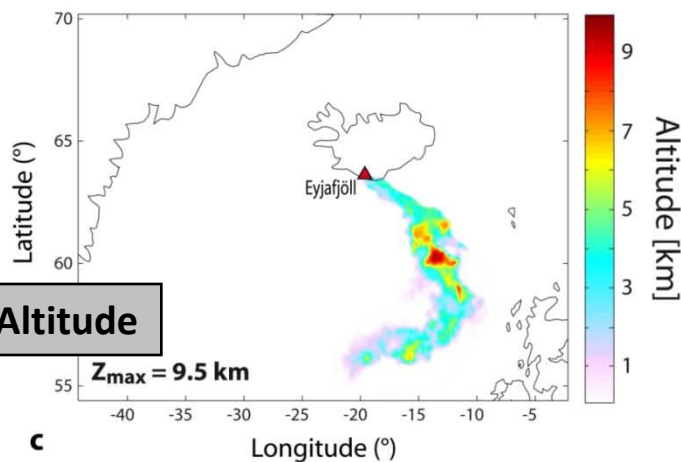 70
65
60
55
Latitude (°)
Eyjafjöll
Altitude
Zmax = 9.5 km
-40 -35 -30 -25 -20 -15 -10 -5
c
Longitude (°)
9
7
5
3
1
Altitude [km]